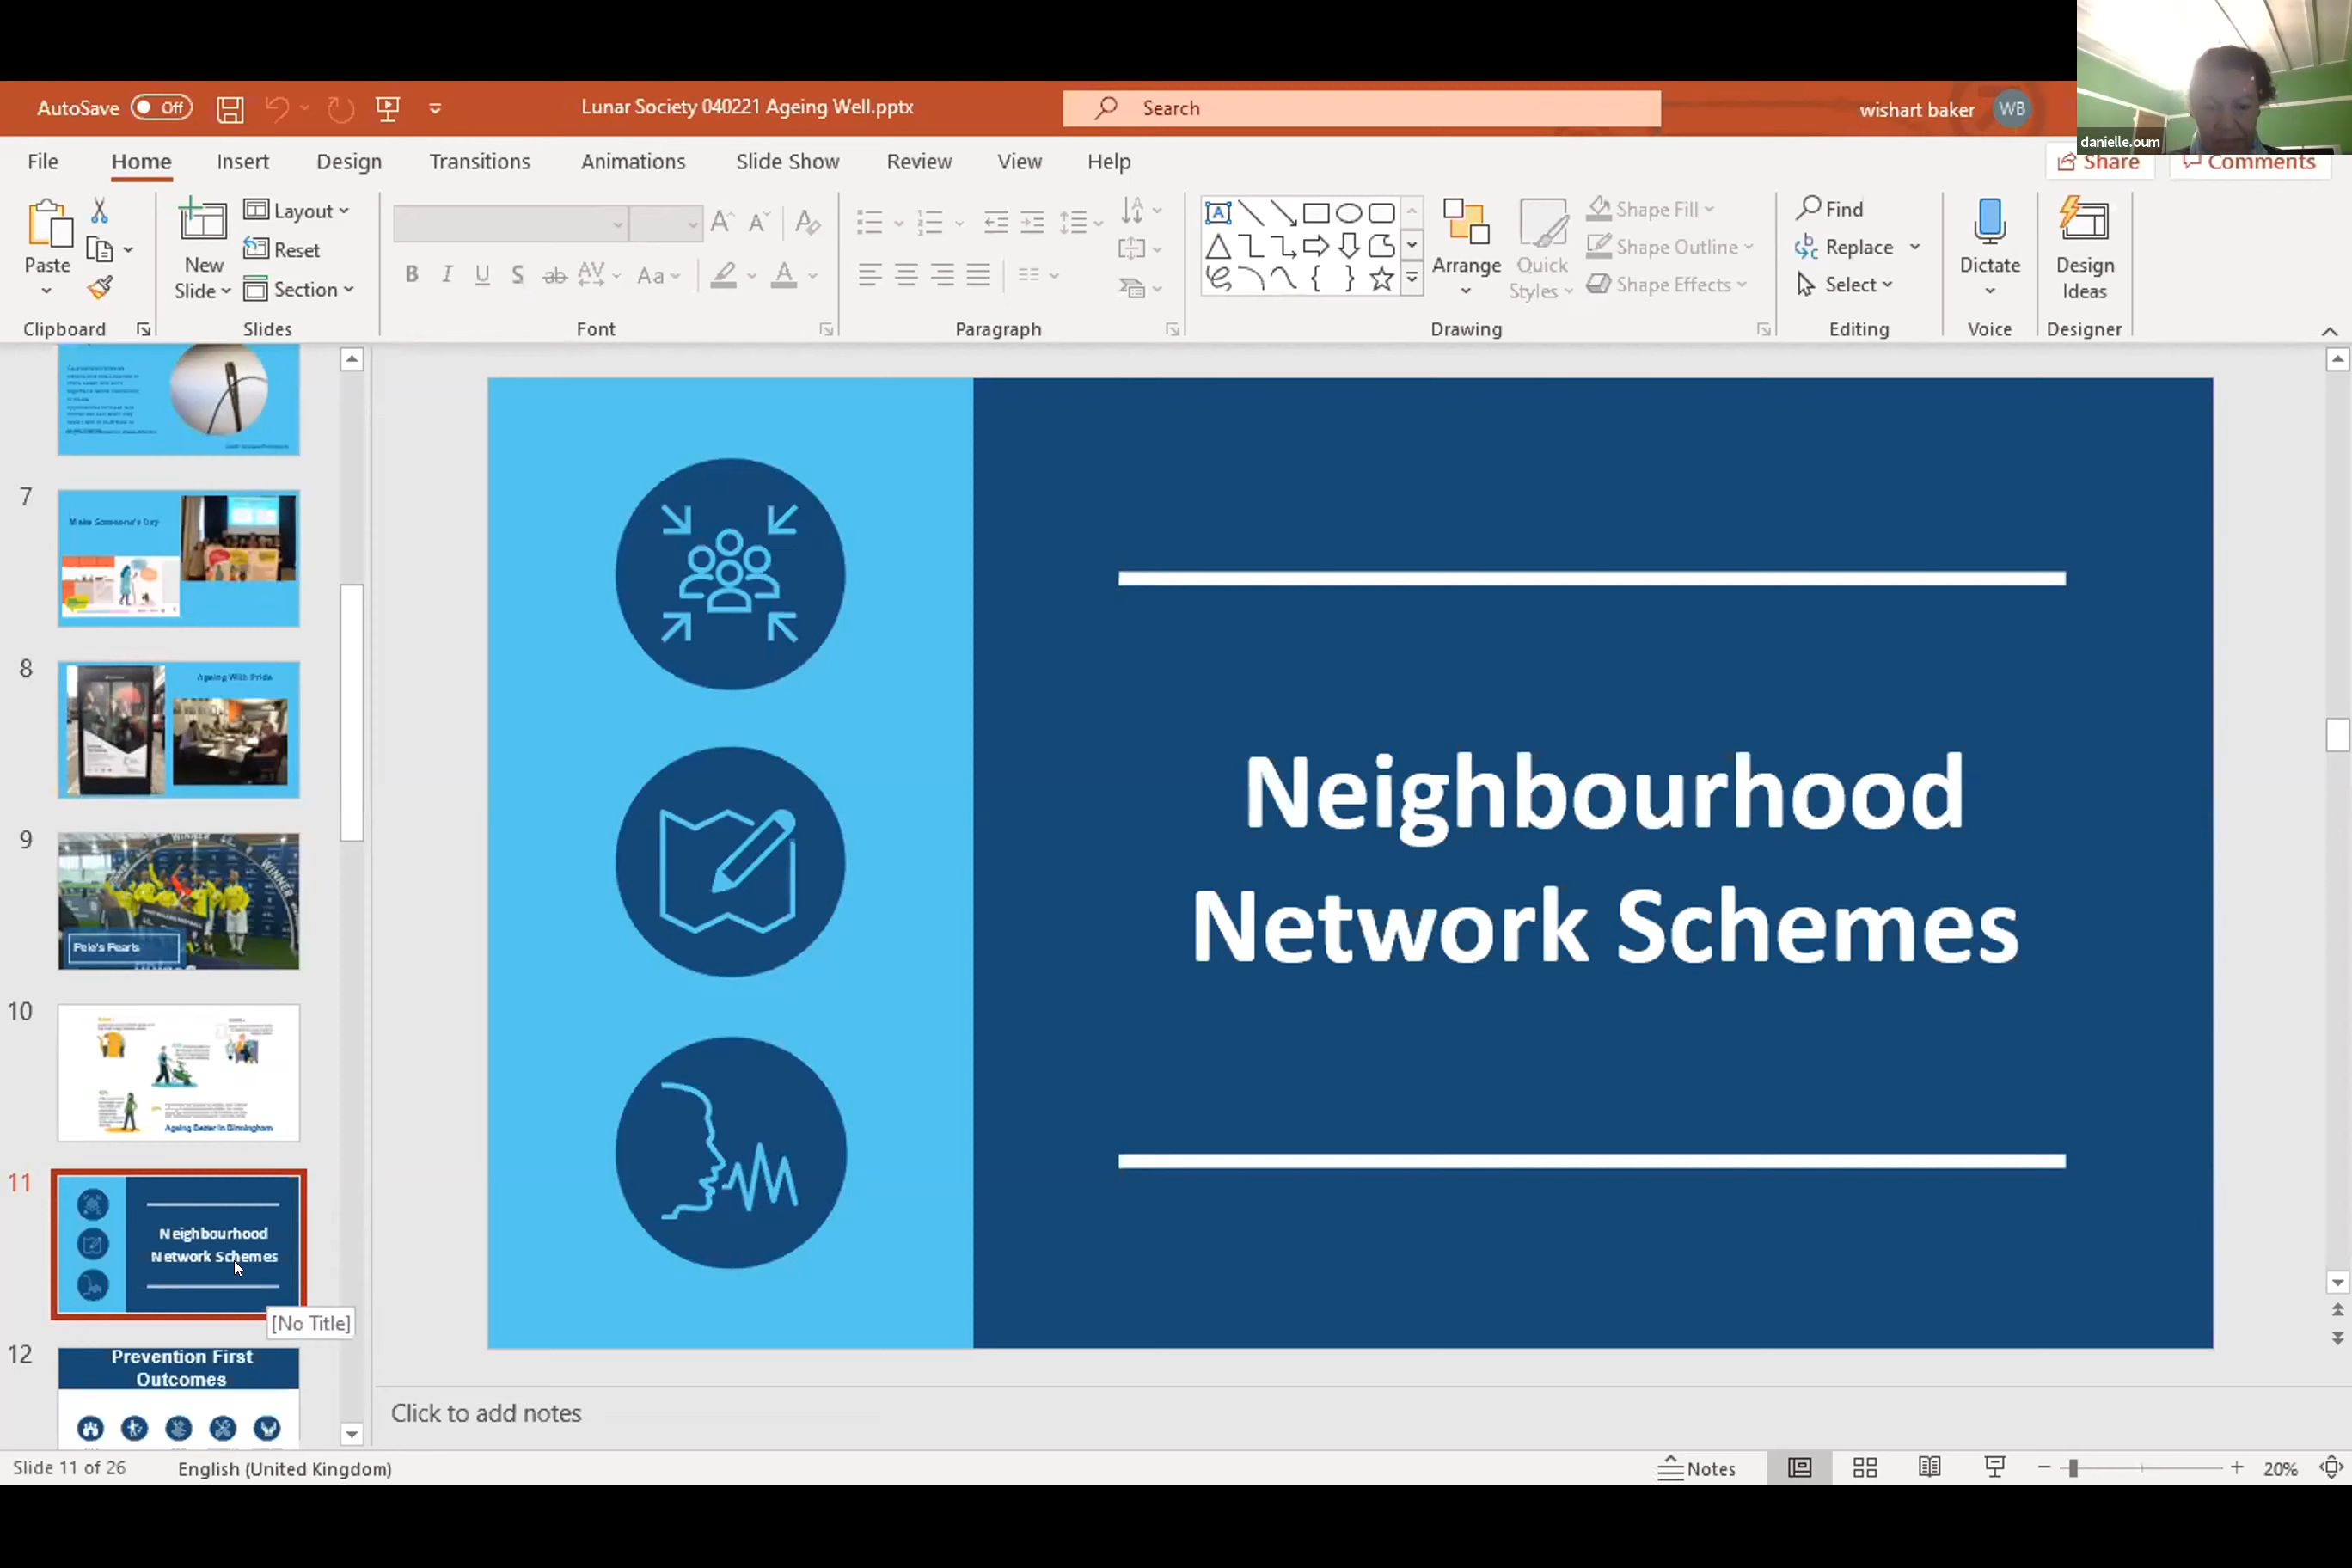 AutoSave Off
Lunar Society 040221 Ageing Well.pptx
Search
wishart baker WB
danielle.oum
File Home Insert Design Transitions Animations Slide Show Review View Help
Share Comments
Paste
New
Slide
Layout
Reset
Section
B I U S ab AV Aa A
Arrange
Quick
Styles
Shape Fill
Shape Outline
Shape Effects
Find
Replace
Select
Dictate
Design
Ideas
Clipboard Slides Font Paragraph Drawing Editing Voice Designer
7
Make Someone's Day
8
Ageing With Pride
9
WINNER
WINNER
Pele's Pearls
10
Ageing Better in Birmingham
11
Neighbourhood
Network Schemes
[No Title]
12
Prevention First
Outcomes
Neighbourhood
Network Schemes
Click to add notes
Slide 11 of 26
English (United Kingdom)
Notes
20%